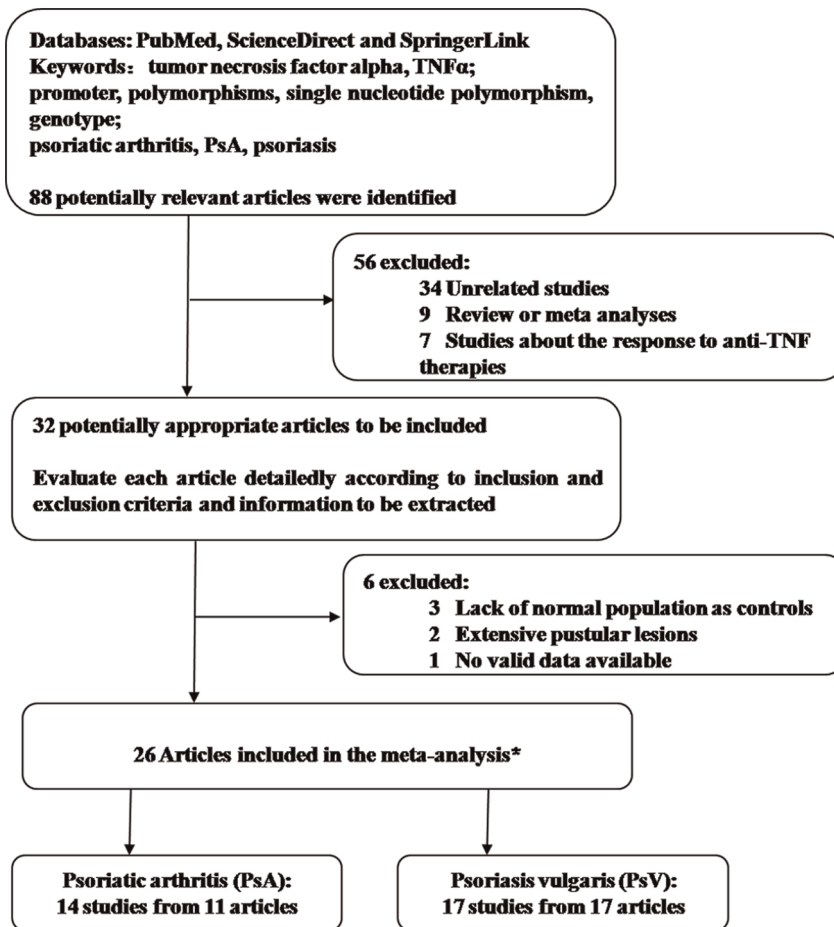 Databases: PubMed, ScienceDirect and SpringerLink
Keywords: tumor necrosis factor alpha, TNFα;
promoter, polymorphisms, single nucleotide polymorphism,
genotype;
psoriatic arthritis, PsA, psoriasis
88 potentially relevant articles were identified
56 excluded:
34 Unrelated studies
9 Review or meta analyses
7 Studies about the response to anti-TNF
therapies
32 potentially appropriate articles to be included
Evaluate each article detailedly according to inclusion and
exclusion criteria and information to be extracted
6 excluded:
3 Lack of normal population as controls
2 Extensive pustular lesions
1 No valid data available
26 Articles included in the meta-analysis*
Psoriatic arthritis (PsA):
14 studies from 11 articles
Psoriasis vulgaris (PsV):
17 studies from 17 articles